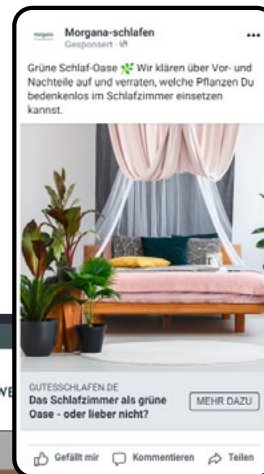 morgana
Morgana-schlafen
Gesponsert ·
Grüne Schlaf-Oase 🌿 Wir klären über Vor- und
Nachteile auf und verraten, welche Pflanzen Du
bedenkenlos im Schlafzimmer einsetzen
kannst.
GUTESSCHLAFEN.DE
Das Schlafzimmer als grüne
Oase - oder lieber nicht?
MEHR DAZU
Gefällt mir
Kommentieren
Teilen